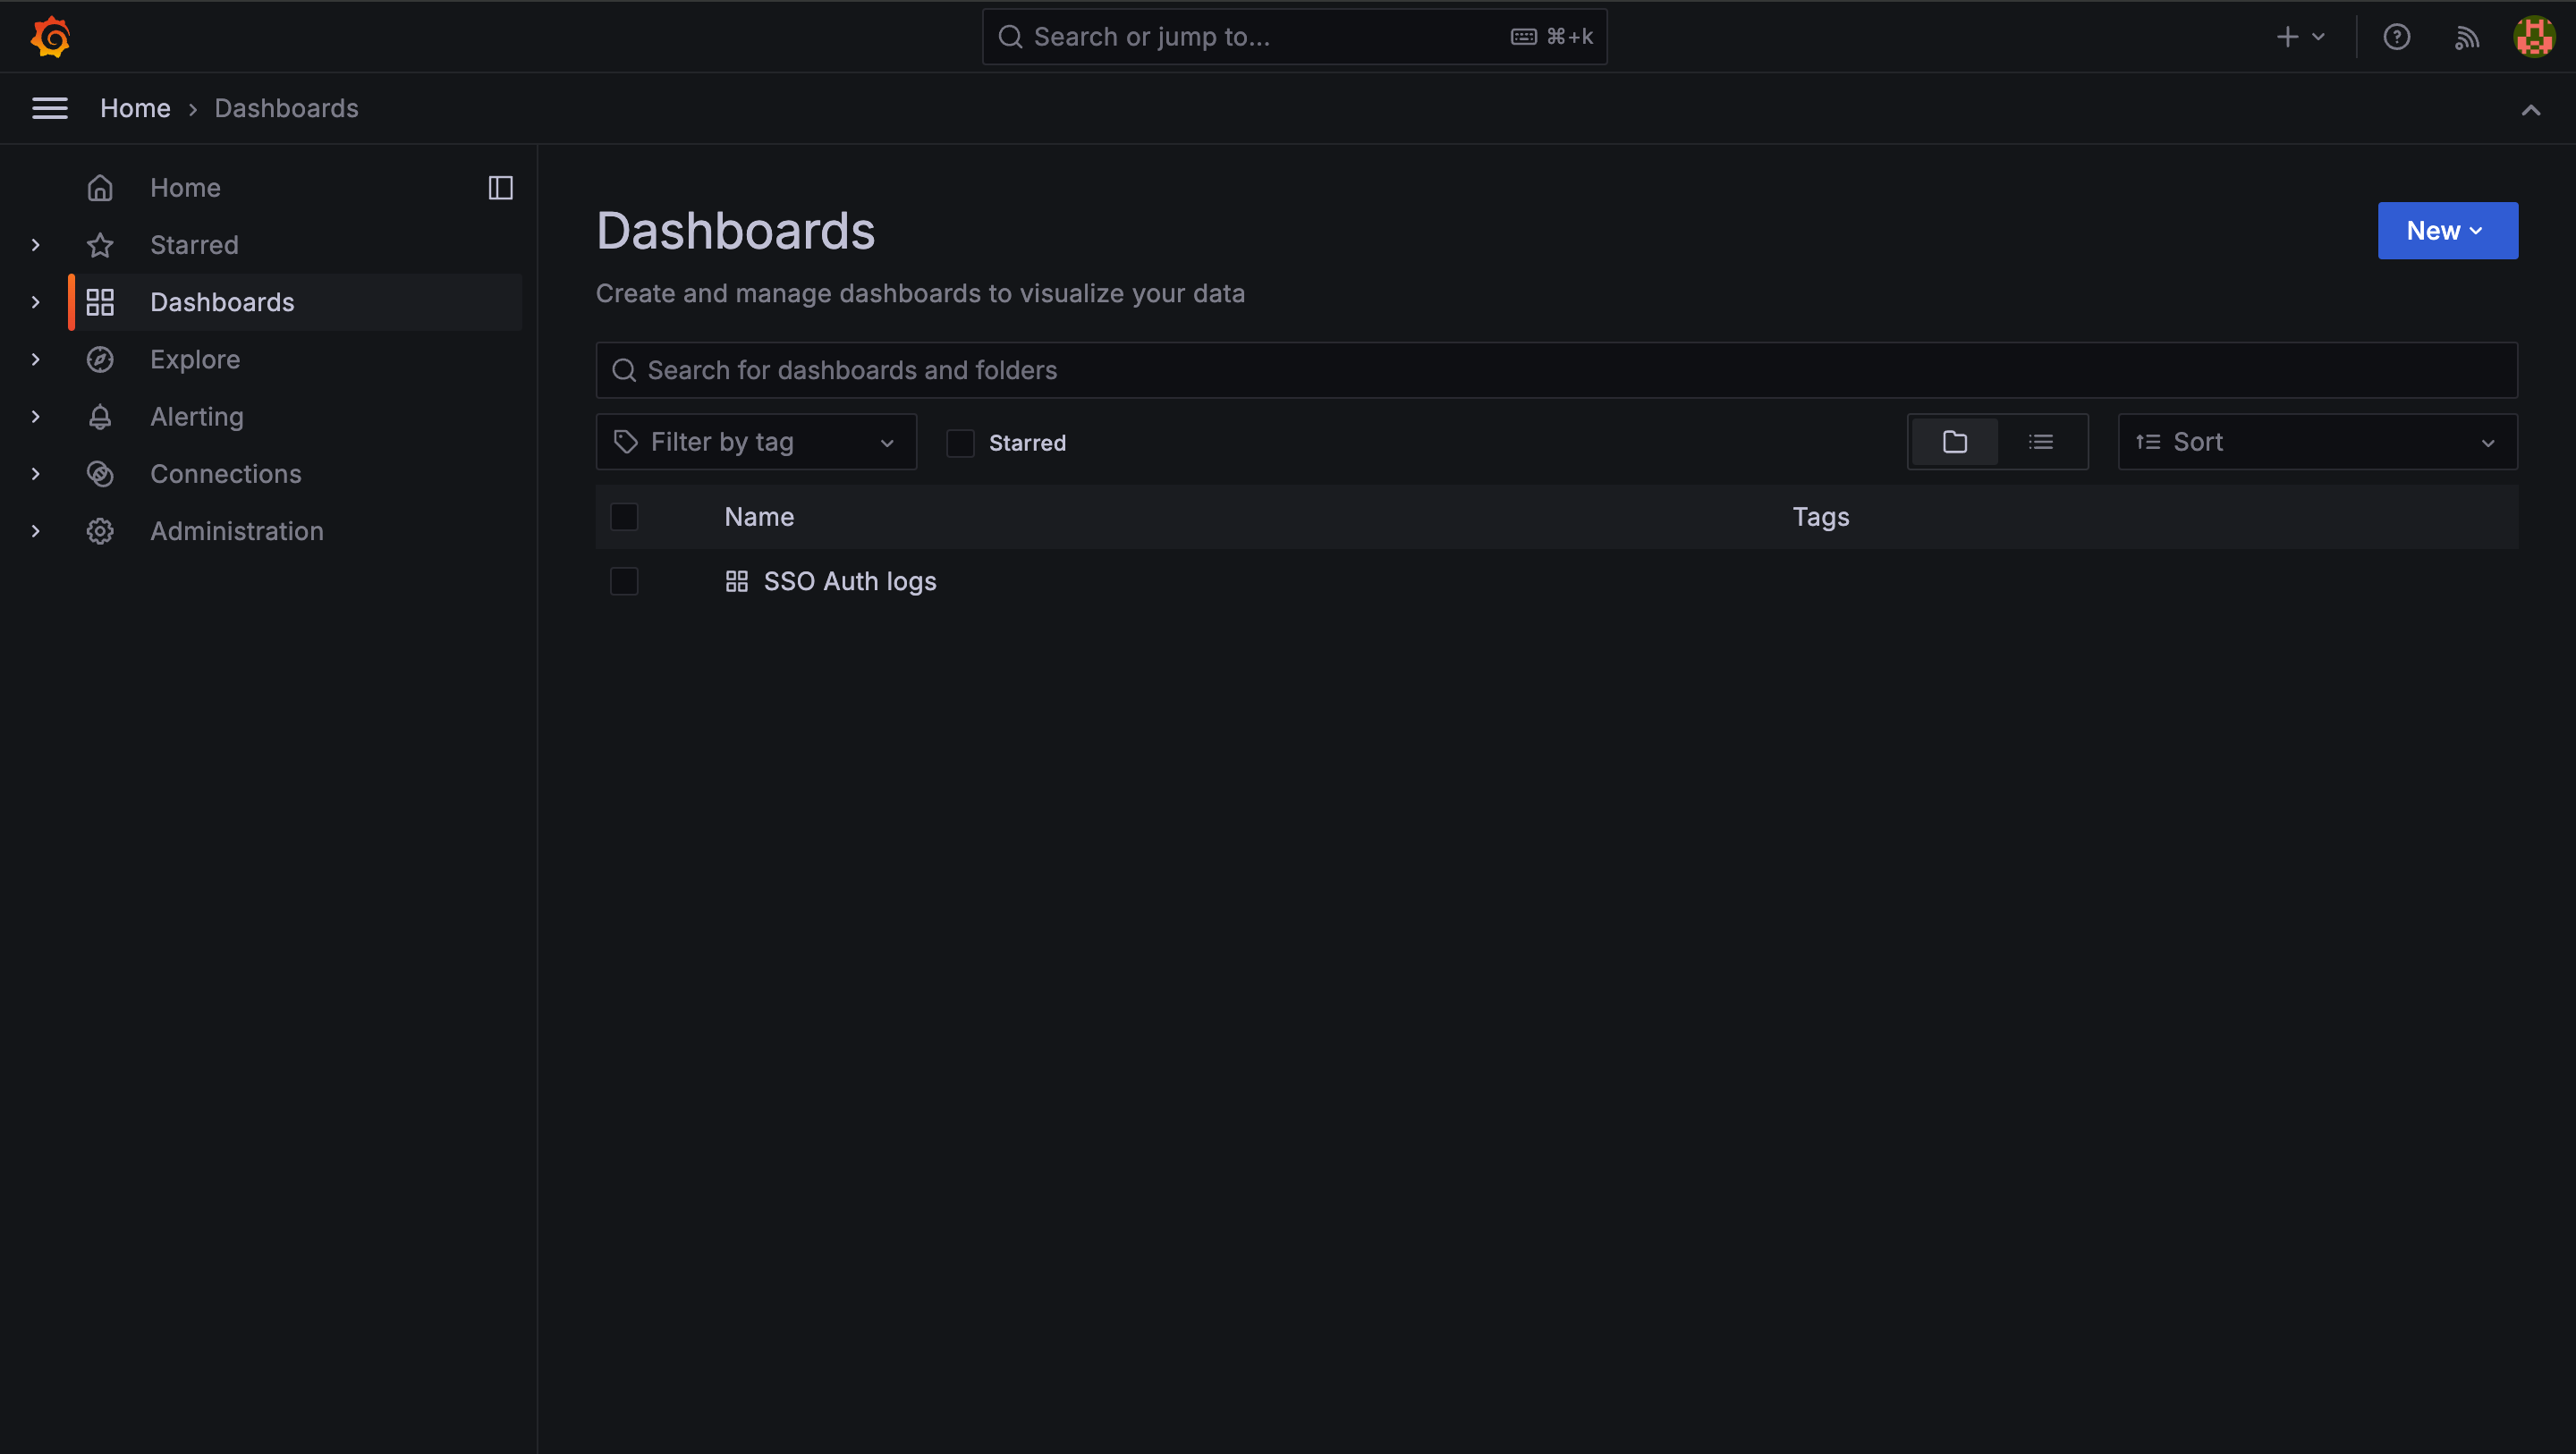 Search or jump to...
⌘+k
Home
Dashboards
Home
Starred
Dashboards
Explore
Alerting
Connections
Administration
Dashboards
New
Create and manage dashboards to visualize your data
Search for dashboards and folders
Filter by tag
Starred
Sort
Name
Tags
SSO Auth logs